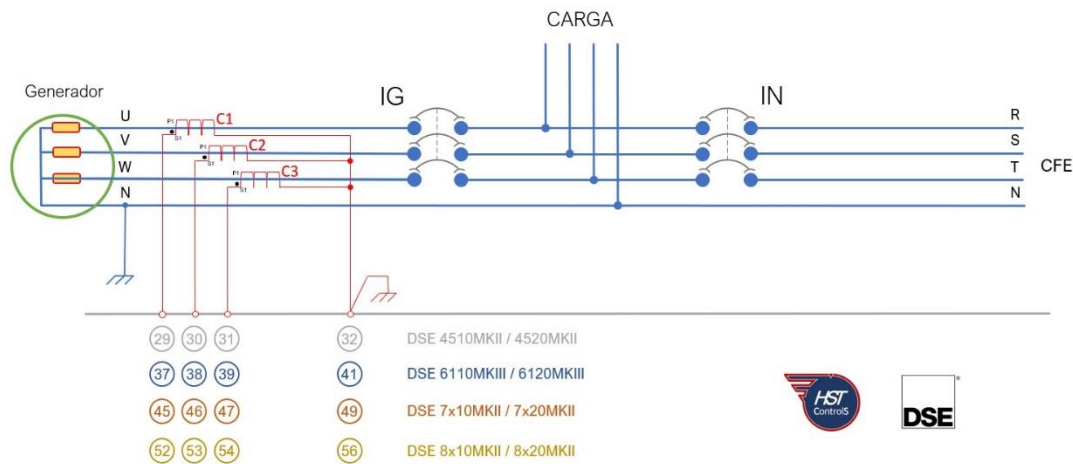 CARGA
Generador
IG
IN
U
P1
C1
S1
R
V
P1
C2
S1
S
W
P1
C3
S1
T
CFE
N
N
29 30 31 32 DSE 4510MKII / 4520MKII
37 38 39 41 DSE 6110MKIII / 6120MKIII
45 46 47 49 DSE 7x10MKII / 7x20MKII
52 53 54 56 DSE 8x10MKII / 8x20MKII
HST
ControlS
DSE